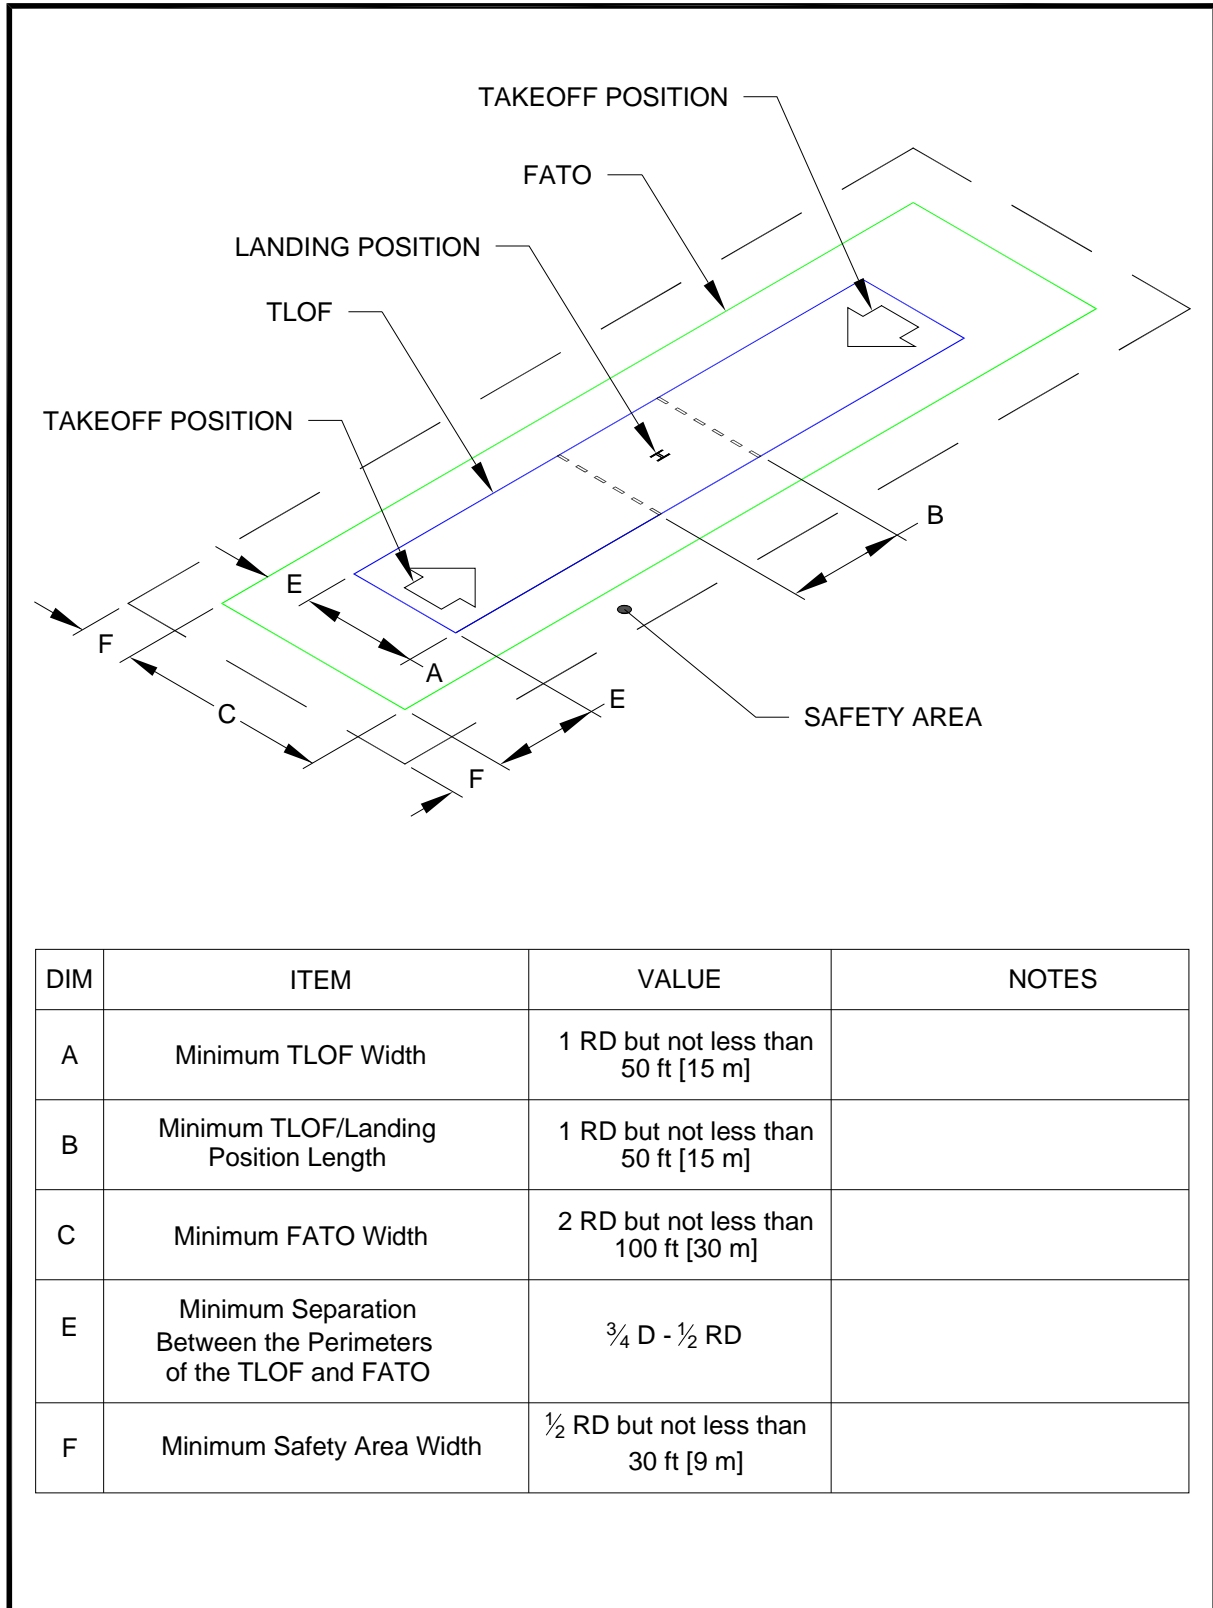 TAKEOFF POSITION
FATO
LANDING POSITION
TLOF
TAKEOFF POSITION
B
E
F
A
C
E
SAFETY AREA
F
DIM ITEM VALUE NOTES
A Minimum TLOF Width 1 RD but not less than
50 ft [15 m]
B Minimum TLOF/Landing
Position Length 1 RD but not less than
50 ft [15 m]
C Minimum FATO Width 2 RD but not less than
100 ft [30 m]
E Minimum Separation
Between the Perimeters
of the TLOF and FATO ¾ D - ½ RD
F Minimum Safety Area Width ½ RD but not less than
30 ft [9 m]
H